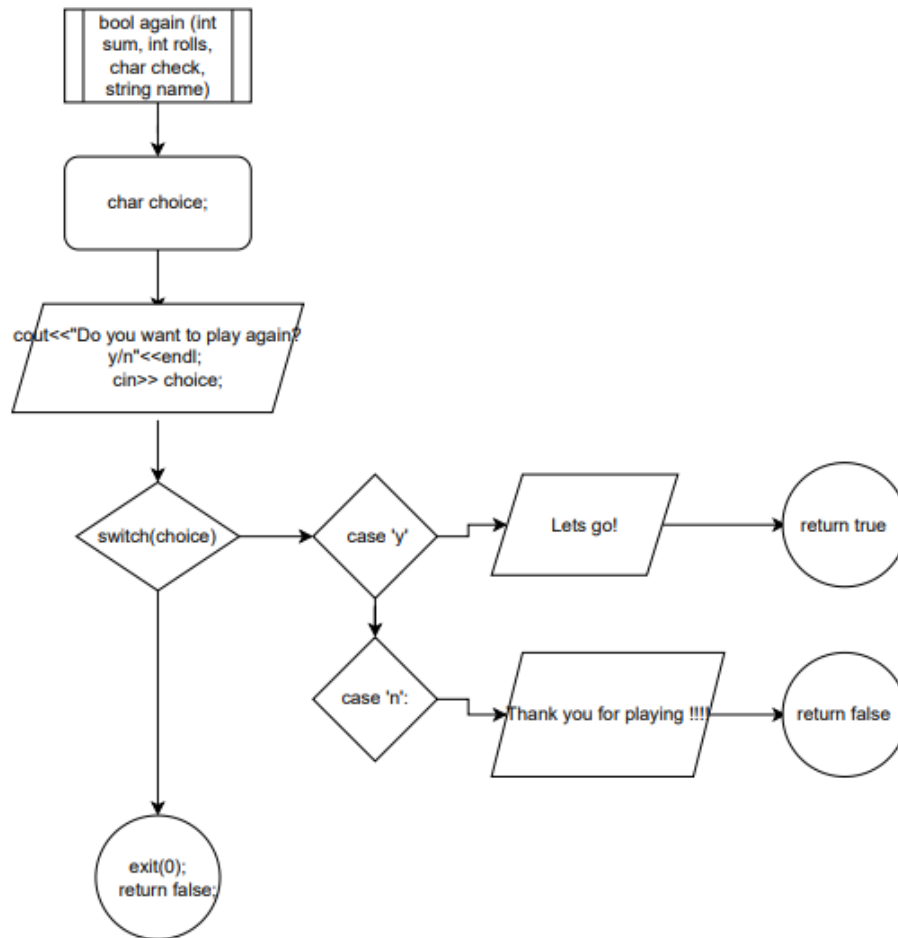 bool again (int
sum, int rolls,
char check,
string name)
char choice;
cout<<"Do you want to play again?
y/n"<<endl;
cin>> choice;
switch(choice)
case 'y'
Lets go!
return true
case 'n':
Thank you for playing !!!!
return false
exit(0);
return false;